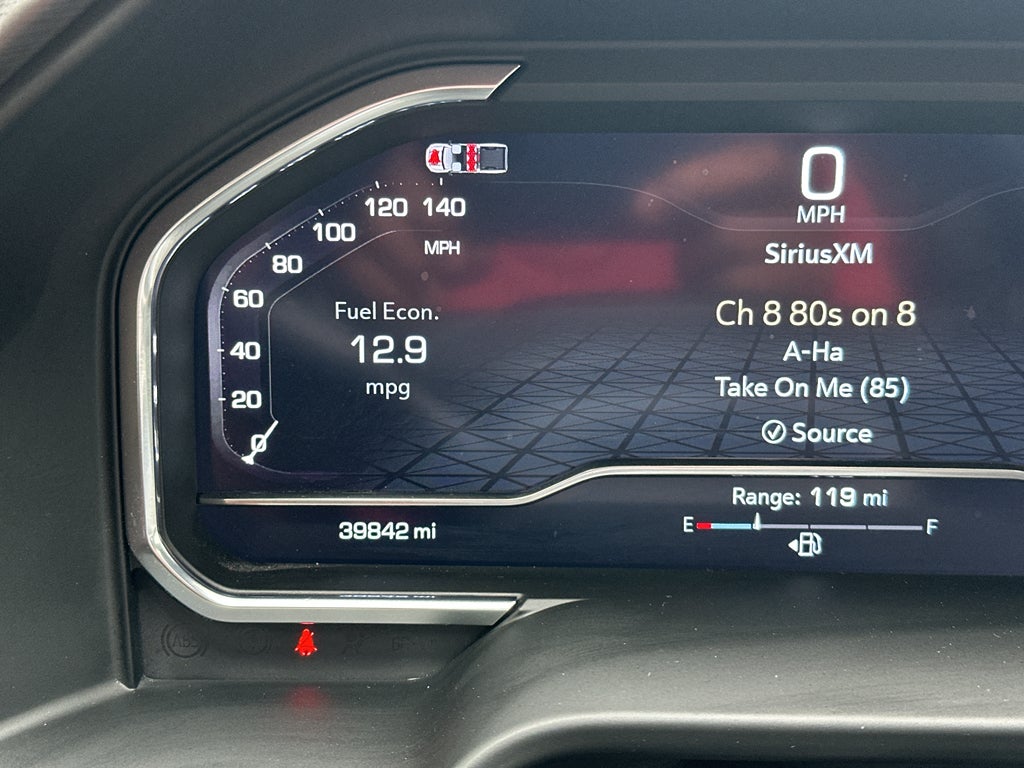 0
MPH
SiriusXM
Ch 8 80s on 8
A-Ha
Take On Me (85)
Source
140
120
100
80
60
40
20
0
MPH
Fuel Econ.
12.9
mpg
39842 mi
Range: 119 mi
E
F
ABS